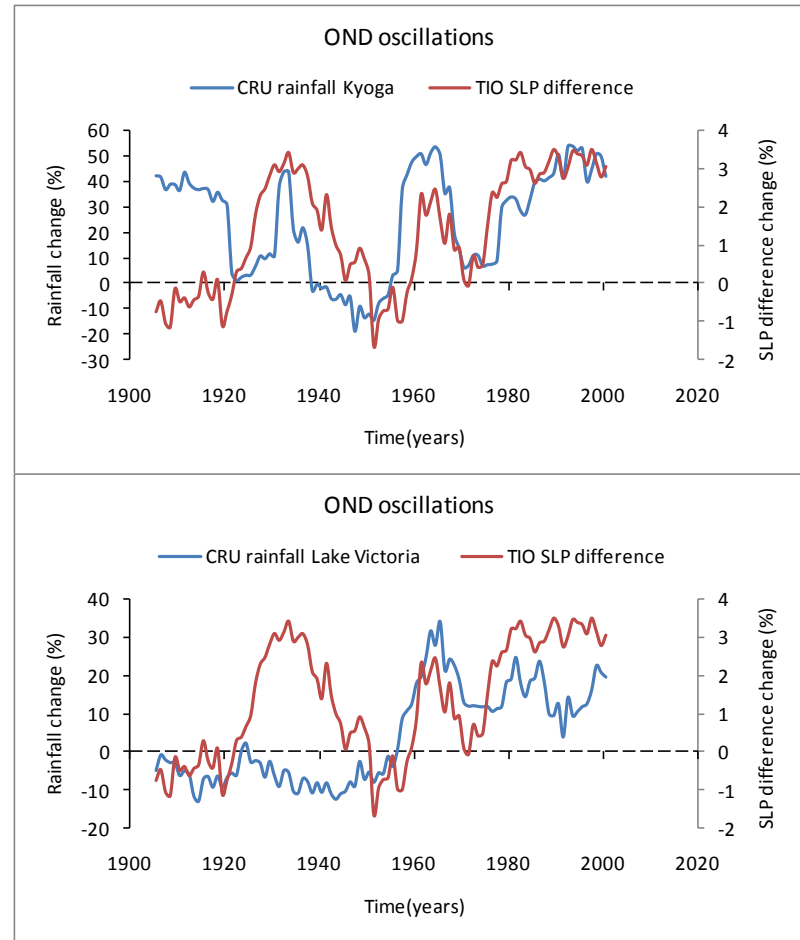 OND oscillations
CRU rainfall Kyoga TIO SLP difference
Rainfall change (%)
60
50
40
30
20
10
0
-10
-20
-30
4
3
2
1
0
-1
-2
SLP difference change (%)
1900 1920 1940 1960 1980 2000 2020
Time(years)
OND oscillations
CRU rainfall Lake Victoria TIO SLP difference
Rainfall change (%)
40
30
20
10
0
-10
-20
4
3
2
1
0
-1
-2
SLP difference change (%)
1900 1920 1940 1960 1980 2000 2020
Time(years)